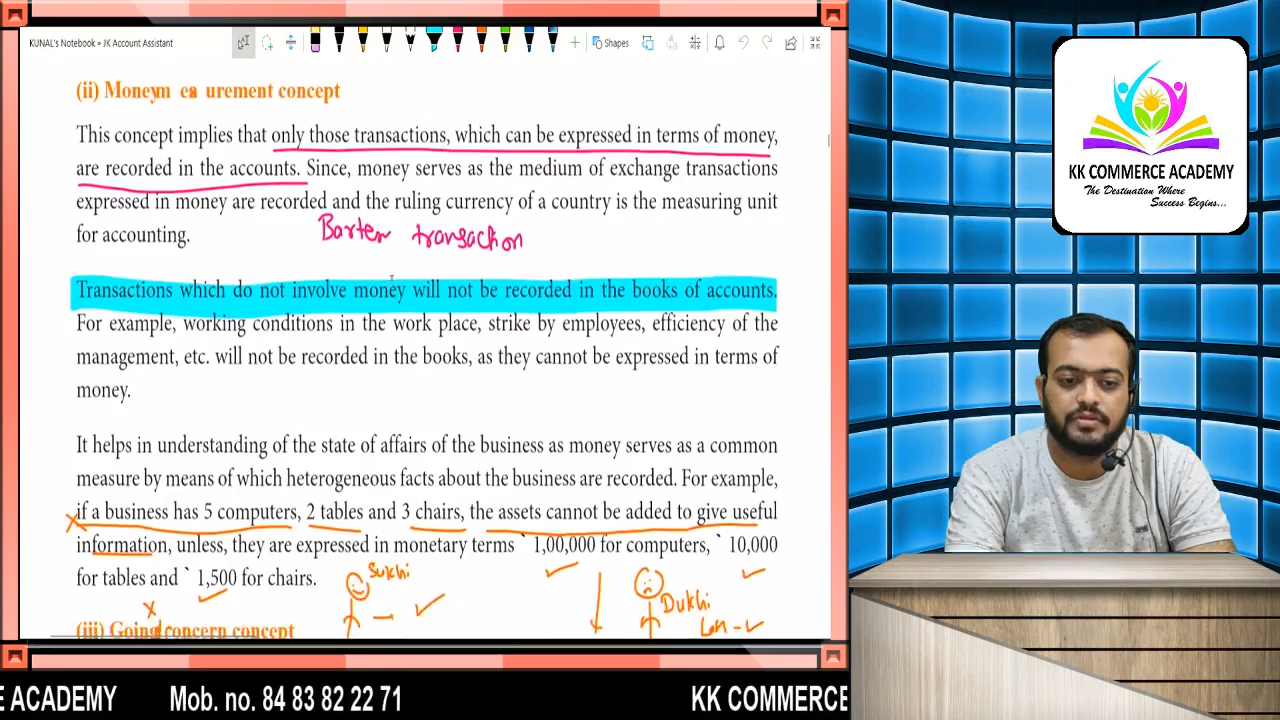 KUNAL's Notebook » JK Account Assistant
Shapes
(ii) Moneym ea urement concept
This concept implies that only those transactions, which can be expressed in terms of money,
are recorded in the accounts. Since, money serves as the medium of exchange transactions
expressed in money are recorded and the ruling currency of a country is the measuring unit
for accounting.
Barter transaction
Transactions which do not involve money will not be recorded in the books of accounts.
For example, working conditions in the work place, strike by employees, efficiency of the
management, etc. will not be recorded in the books, as they cannot be expressed in terms of
money.
It helps in understanding of the state of affairs of the business as money serves as a common
measure by means of which heterogeneous facts about the business are recorded. For example,
if a business has 5 computers, 2 tables and 3 chairs, the assets cannot be added to give useful
information, unless, they are expressed in monetary terms ` 1,00,000 for computers, ` 10,000
for tables and ` 1,500 for chairs.
Sukhi
Dukhi
(iii) Going concern concept
KK COMMERCE ACADEMY
The Destination Where
Success Begins...
E ACADEMY Mob. no. 84 83 82 22 71 KK COMMERCE